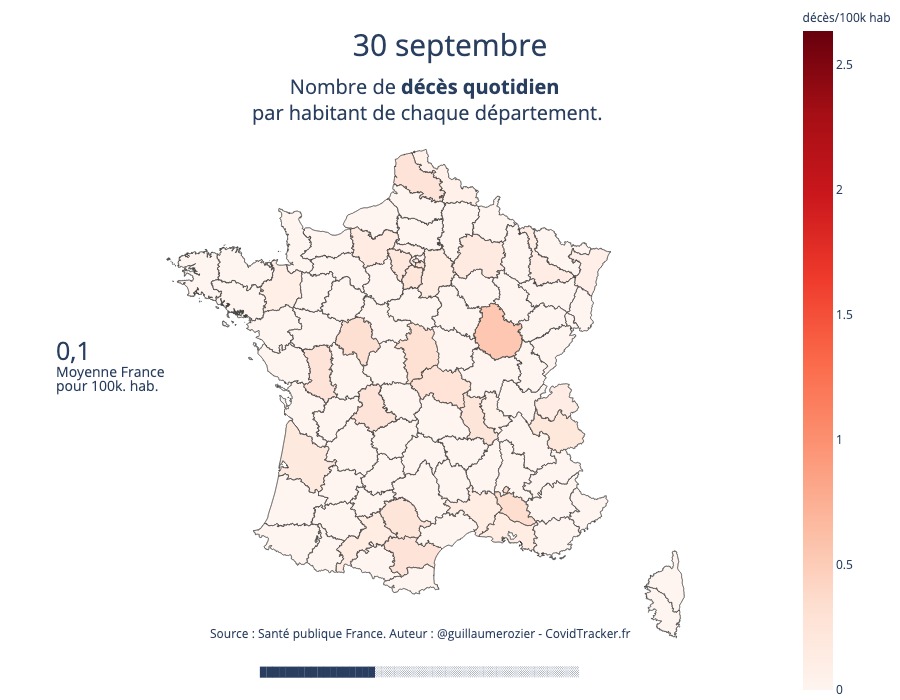 décès/100k hab
30 septembre
Nombre de décès quotidien
par habitant de chaque département.
2.5
2
1.5
1
0.5
0
0,1
Moyenne France
pour 100k. hab.
Source : Santé publique France. Auteur : @guillaumerozier - CovidTracker.fr